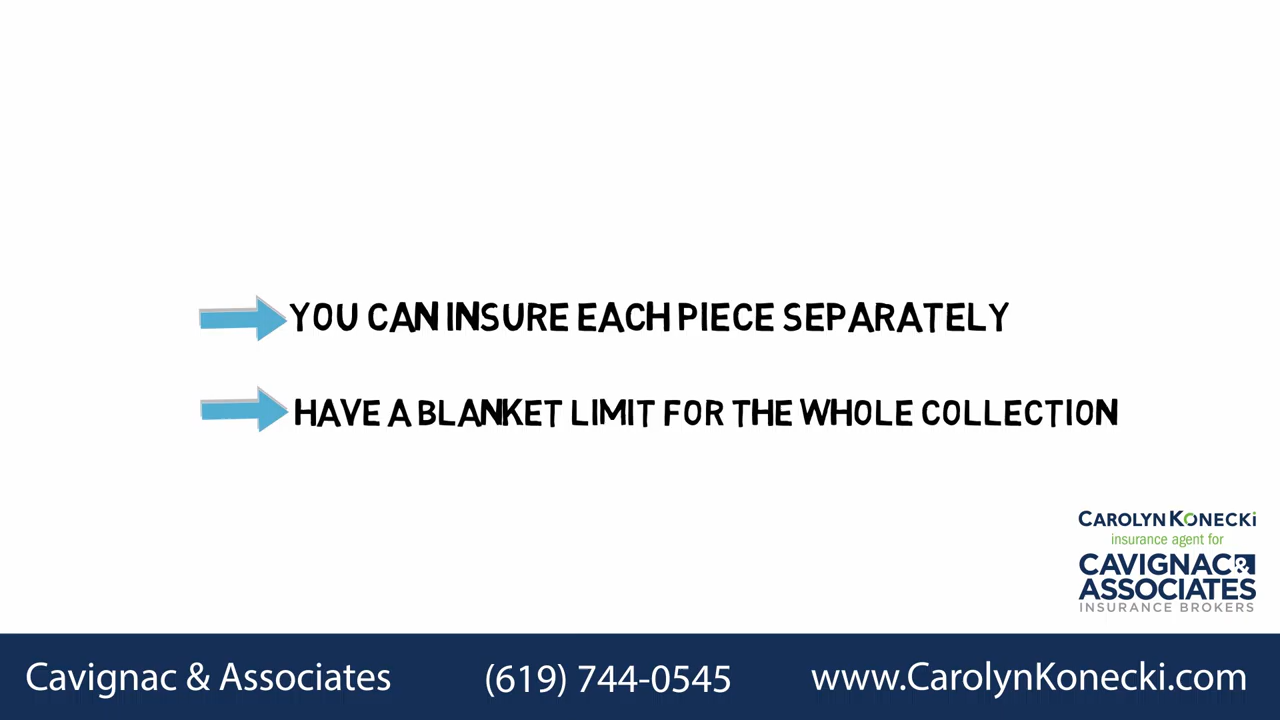 YOU CAN INSURE EACH PIECE SEPARATELY
HAVE A BLANKET LIMIT FOR THE WHOLE COLLECTION
CAROLYN KONECKi
insurance agent for
CAVIGNAC &
ASSOCIATES
INSURANCE BROKERS
Cavignac & Associates (619) 744-0545 www.CarolynKonecki.com